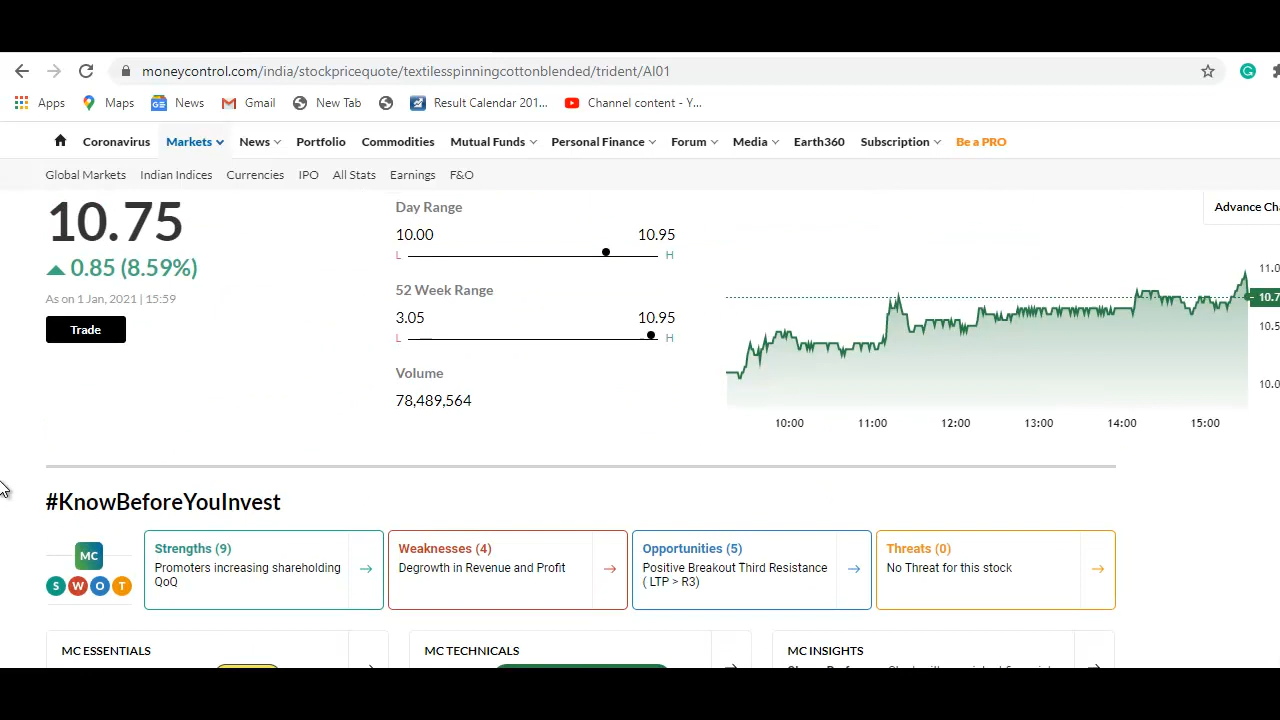 moneycontrol.com/india/stockpricequote/textilesspinningcottonblended/trident/AI01
Apps Maps News Gmail New Tab Result Calendar 201... Channel content - Y...
Coronavirus Markets News Portfolio Commodities Mutual Funds Personal Finance Forum Media Earth360 Subscription Be a PRO
Global Markets Indian Indices Currencies IPO All Stats Earnings F&O
10.75
0.85 (8.59%)
As on 1 Jan, 2021 | 15:59
Trade
Day Range
10.00 10.95
L H
52 Week Range
3.05 10.95
L H
Volume
78,489,564
Advance
11.0
10.7
10.5
10.0
10:00 11:00 12:00 13:00 14:00 15:00
#KnowBeforeYouInvest
MC
S W O T
Strengths (9)
Promoters increasing shareholding
QoQ
Weaknesses (4)
Degrowth in Revenue and Profit
Opportunities (5)
Positive Breakout Third Resistance
( LTP > R3)
Threats (0)
No Threat for this stock
MC ESSENTIALS
MC TECHNICALS
MC INSIGHTS